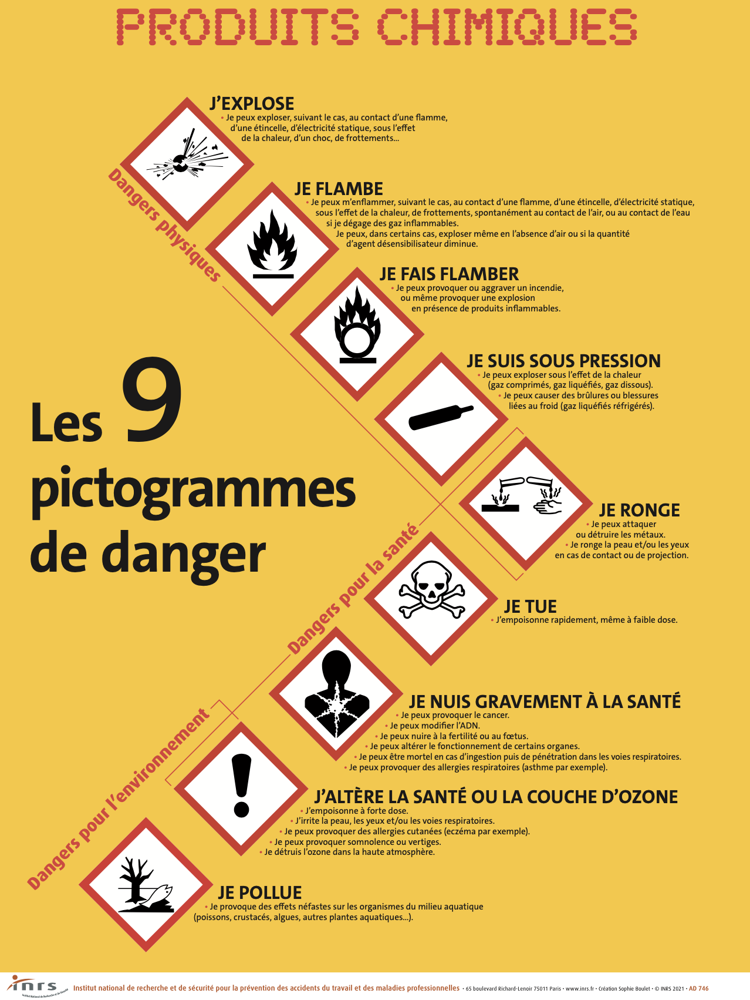 PRODUITS CHIMIQUES
J’EXPLOSE
• Je peux exploser, suivant le cas, au contact d’une flamme,
d’une étincelle, d’électricité statique, sous l’effet
de la chaleur, d’un choc, de frottements...
Dangers physiques
JE FLAMBE
• Je peux m’enflammer, suivant le cas, au contact d’une flamme, d’une étincelle, d’électricité statique,
sous l’effet de la chaleur, de frottements, spontanément au contact de l’air, ou au contact de l’eau
si je dégage des gaz inflammables.
Je peux, dans certains cas, exploser même en l’absence d’air ou si la quantité
d’agent désensibilisateur diminue.
JE FAIS FLAMBER
• Je peux provoquer ou aggraver un incendie,
ou même provoquer une explosion
en présence de produits inflammables.
JE SUIS SOUS PRESSION
• Je peux exploser sous l’effet de la chaleur
(gaz comprimés, gaz liquéfiés, gaz dissous).
• Je peux causer des brûlures ou blessures
liées au froid (gaz liquéfiés réfrigérés).
Les 9
pictogrammes
de danger
JE RONGE
• Je peux attaquer
ou détruire les métaux.
• Je ronge la peau et/ou les yeux
en cas de contact ou de projection.
Dangers pour la santé
JE TUE
• J’empoisonne rapidement, même à faible dose.
JE NUIS GRAVEMENT À LA SANTÉ
• Je peux provoquer le cancer.
• Je peux modifier l’ADN.
• Je peux nuire à la fertilité ou au fœtus.
• Je peux altérer le fonctionnement de certains organes.
• Je peux être mortel en cas d’ingestion puis de pénétration dans les voies respiratoires.
• Je peux provoquer des allergies respiratoires (asthme par exemple).
Dangers pour l’environnement
J’ALTÈRE LA SANTÉ OU LA COUCHE D’OZONE
• J’empoisonne à forte dose.
• J’irrite la peau, les yeux et/ou les voies respiratoires.
• Je peux provoquer des allergies cutanées (eczéma par exemple).
• Je peux provoquer somnolence ou vertiges.
• Je détruis l’ozone dans la haute atmosphère.
JE POLLUE
• Je provoque des effets néfastes sur les organismes du milieu aquatique
(poissons, crustacés, algues, autres plantes aquatiques...).
inrs
Institut National de Recherche et de Sécurité
Institut national de recherche et de sécurité pour la prévention des accidents du travail et des maladies professionnelles • 65 boulevard Richard-Lenoir 75011 Paris • www.inrs.fr • Création Sophie Boulet • © INRS 2021 • AD 746